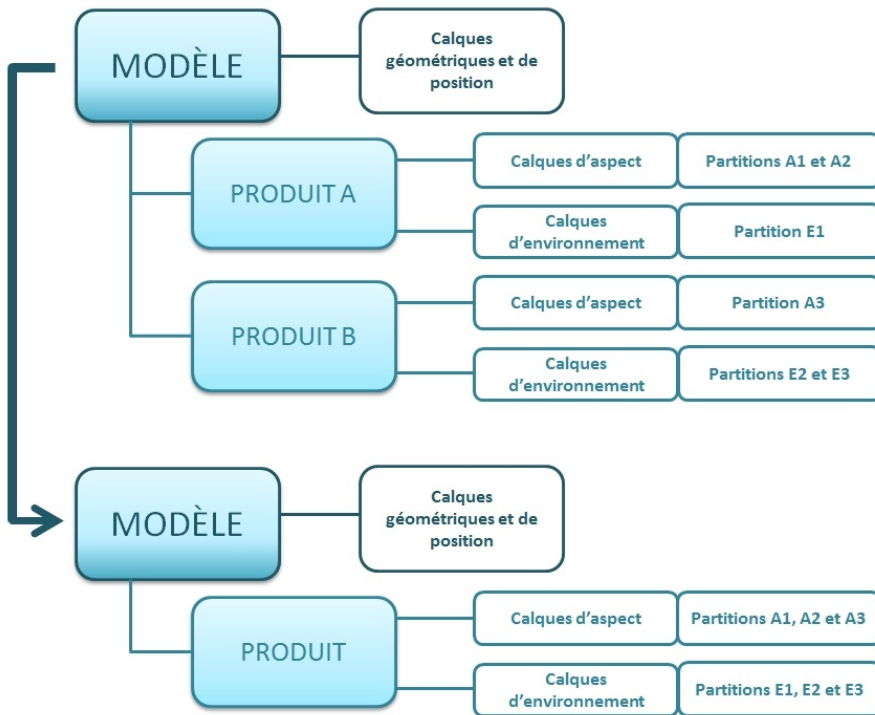 MODÈLE
Calques
géométriques et de
position
PRODUIT A
Calques d'aspect
Partitions A1 et A2
Calques
d'environnement
Partition E1
PRODUIT B
Calques d'aspect
Partition A3
Calques
d'environnement
Partitions E2 et E3
MODÈLE
Calques
géométriques et de
position
PRODUIT
Calques d'aspect
Partitions A1, A2 et A3
Calques
d'environnement
Partitions E1, E2 et E3